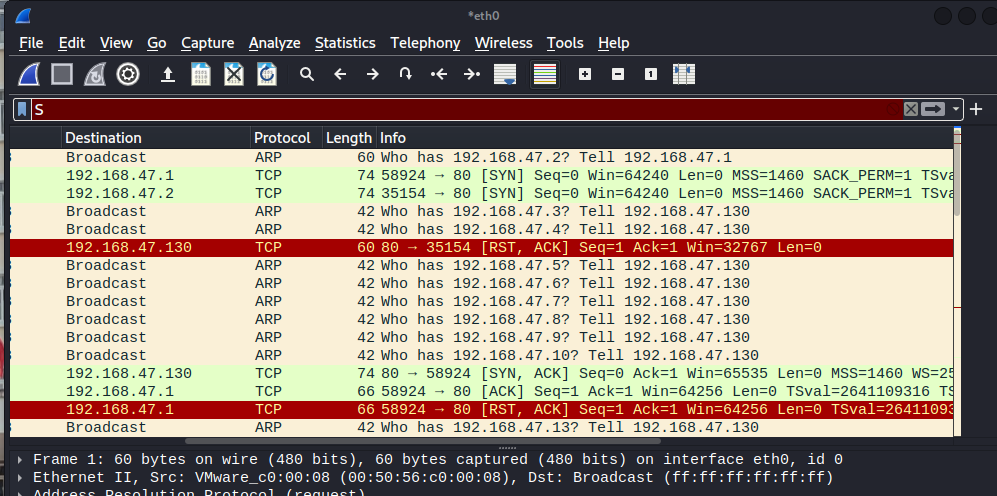 *eth0
File Edit View Go Capture Analyze Statistics Telephony Wireless Tools Help
S
Destination Protocol Length Info
Broadcast ARP 60 Who has 192.168.47.2? Tell 192.168.47.1
192.168.47.1 TCP 74 58924 → 80 [SYN] Seq=0 Win=64240 Len=0 MSS=1460 SACK_PERM=1 TSva
192.168.47.2 TCP 74 35154 → 80 [SYN] Seq=0 Win=64240 Len=0 MSS=1460 SACK_PERM=1 TSva
Broadcast ARP 42 Who has 192.168.47.3? Tell 192.168.47.130
Broadcast ARP 42 Who has 192.168.47.4? Tell 192.168.47.130
192.168.47.130 TCP 60 80 → 35154 [RST, ACK] Seq=1 Ack=1 Win=32767 Len=0
Broadcast ARP 42 Who has 192.168.47.5? Tell 192.168.47.130
Broadcast ARP 42 Who has 192.168.47.6? Tell 192.168.47.130
Broadcast ARP 42 Who has 192.168.47.7? Tell 192.168.47.130
Broadcast ARP 42 Who has 192.168.47.8? Tell 192.168.47.130
Broadcast ARP 42 Who has 192.168.47.9? Tell 192.168.47.130
Broadcast ARP 42 Who has 192.168.47.10? Tell 192.168.47.130
192.168.47.130 TCP 74 80 → 58924 [SYN, ACK] Seq=0 Ack=1 Win=65535 Len=0 MSS=1460 WS=25
192.168.47.1 TCP 66 58924 → 80 [ACK] Seq=1 Ack=1 Win=64256 Len=0 TSval=2641109316 TS
192.168.47.1 TCP 66 58924 → 80 [RST, ACK] Seq=1 Ack=1 Win=64256 Len=0 TSval=26411093
Broadcast ARP 42 Who has 192.168.47.13? Tell 192.168.47.130
Frame 1: 60 bytes on wire (480 bits), 60 bytes captured (480 bits) on interface eth0, id 0
Ethernet II, Src: VMware_c0:00:08 (00:50:56:c0:00:08), Dst: Broadcast (ff:ff:ff:ff:ff:ff)
Address Resolution Protocol (request)